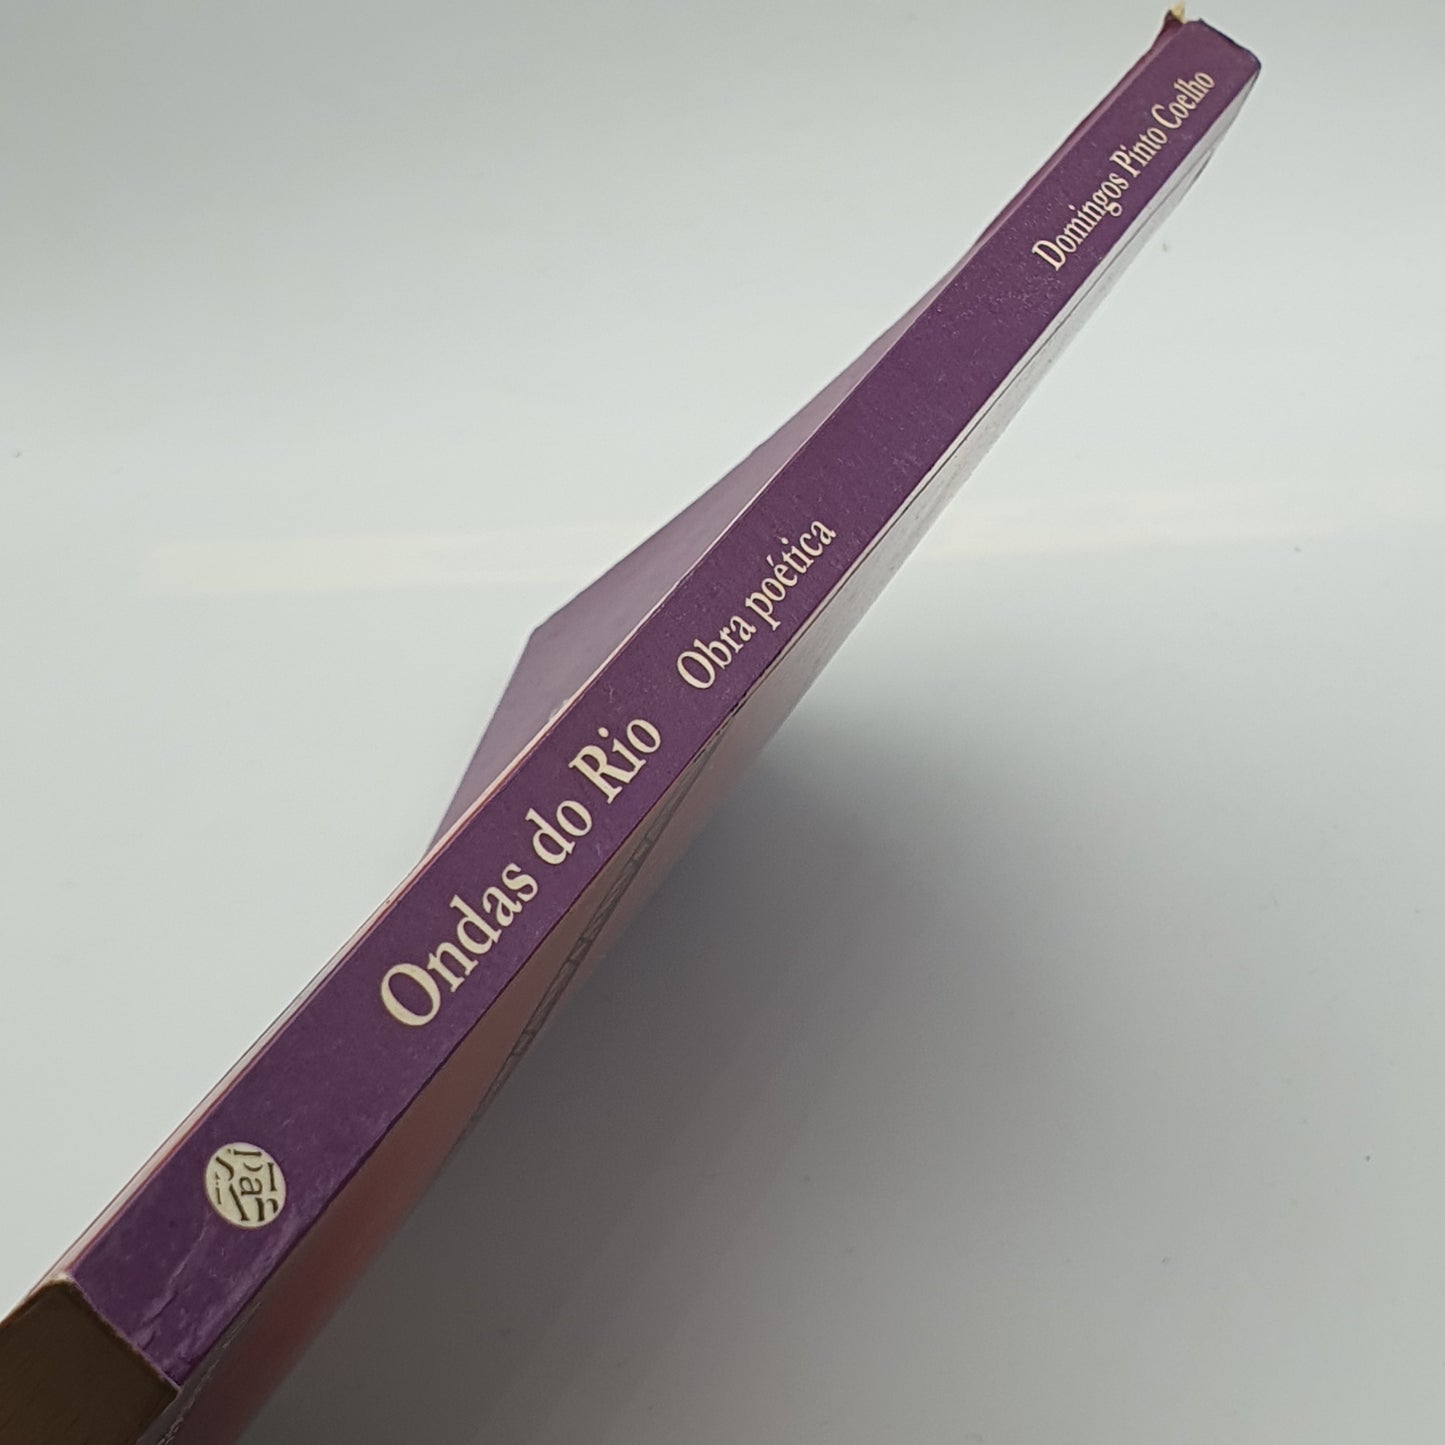 Ondas do Rio
Obra poética
Domingos Pinto Coelho